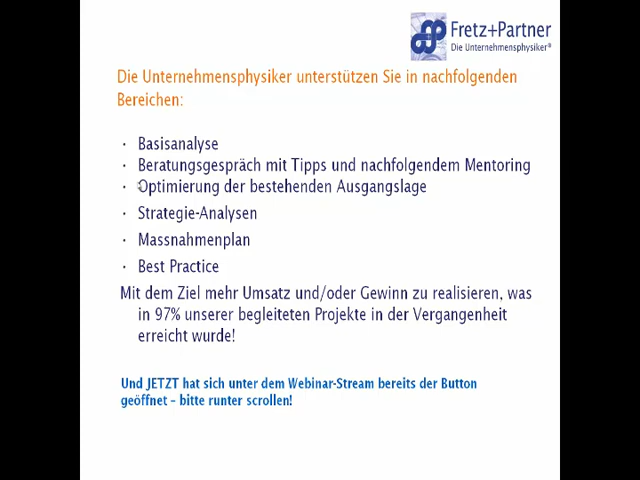 Fretz+Partner
Die Unternehmensphysiker®
Die Unternehmensphysiker unterstützen Sie in nachfolgenden
Bereichen:
· Basisanalyse
· Beratungsgespräch mit Tipps und nachfolgendem Mentoring
· Optimierung der bestehenden Ausgangslage
· Strategie-Analysen
· Massnahmenplan
· Best Practice
Mit dem Ziel mehr Umsatz und/oder Gewinn zu realisieren, was
in 97% unserer begleiteten Projekte in der Vergangenheit
erreicht wurde!
Und JETZT hat sich unter dem Webinar-Stream bereits der Button
geöffnet – bitte runter scrollen!